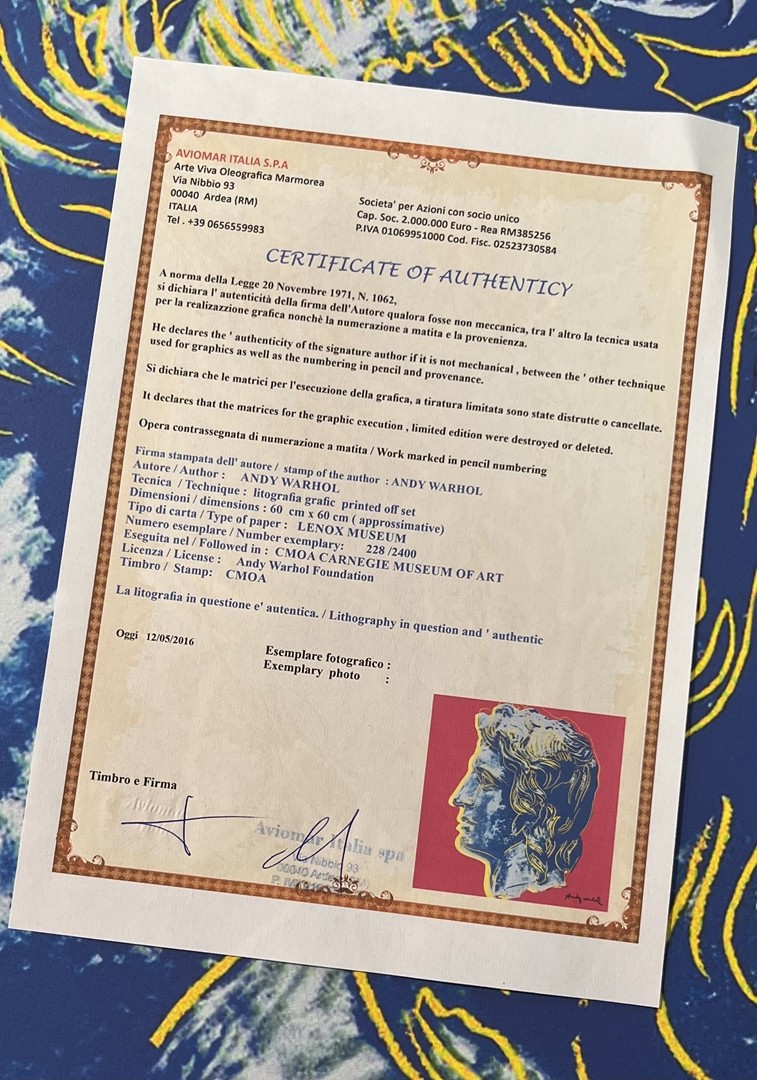 AVIOMAR ITALIA S.P.A
Arte Viva Oleografica Marmorea
Via Nibbio 93
00040 Ardea (RM)
ITALIA
Tel . +39 0656559983
Societa' per Azioni con socio unico
Cap. Soc. 2.000.000 Euro - Rea RM385256
P.IVA 01069951000 Cod. Fisc. 02523730584
CERTIFICATE OF AUTHENTICY
A norma della Legge 20 Novembre 1971, N. 1062,
si dichiara l' autenticità della firma dell'Autore qualora fosse non meccanica, tra l' altro la tecnica usata
per la realizazzione grafica nonchè la numerazione a matita e la provenienza.
He declares the ' authenticity of the signature author if it is not mechanical , between the ' other technique
used for graphics as well as the numbering in pencil and provenance.
Si dichiara che le matrici per l'esecuzione della grafica, a tiratura limitata sono state distrutte o cancellate.
It declares that the matrices for the graphic execution , limited edition were destroyed or deleted.
Opera contrassegnata di numerazione a matita / Work marked in pencil numbering
Firma stampata dell' autore / stamp of the author : ANDY WARHOL
Autore / Author : ANDY WARHOL
Tecnica / Technique : litografia grafic printed off set
Dimensioni / dimensions : 60 cm x 60 cm ( approssimative)
Tipo di carta / Type of paper : LENOX MUSEUM
Numero esemplare / Number exemplary: 228 /2400
Eseguita nel / Followed in : CMOA CARNEGIE MUSEUM OF ART
Licenza / License : Andy Warhol Foundation
Timbro / Stamp: CMOA
La litografia in questione e' autentica. / Lithography in question and ' authentic
Oggi 12/05/2016
Esemplare fotografico :
Exemplary photo :
Timbro e Firma
Aviomar Italia spa
Nibbio 93
00040 Ardea